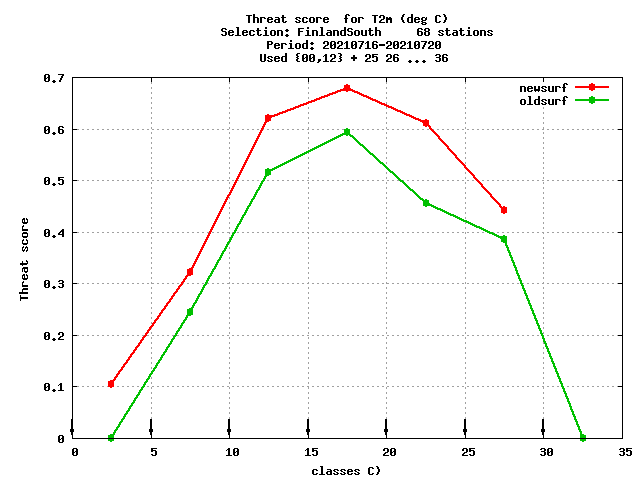 Threat score  for T2m (deg C)
Selection: FinlandSouth     68 stations
Period: 20210716-20210720
Used {00,12} + 25 26 ... 36
newsurf
oldsurf
Threat score
0.7
0.6
0.5
0.4
0.3
0.2
0.1
0
0 5 10 15 20 25 30 35
classes C)